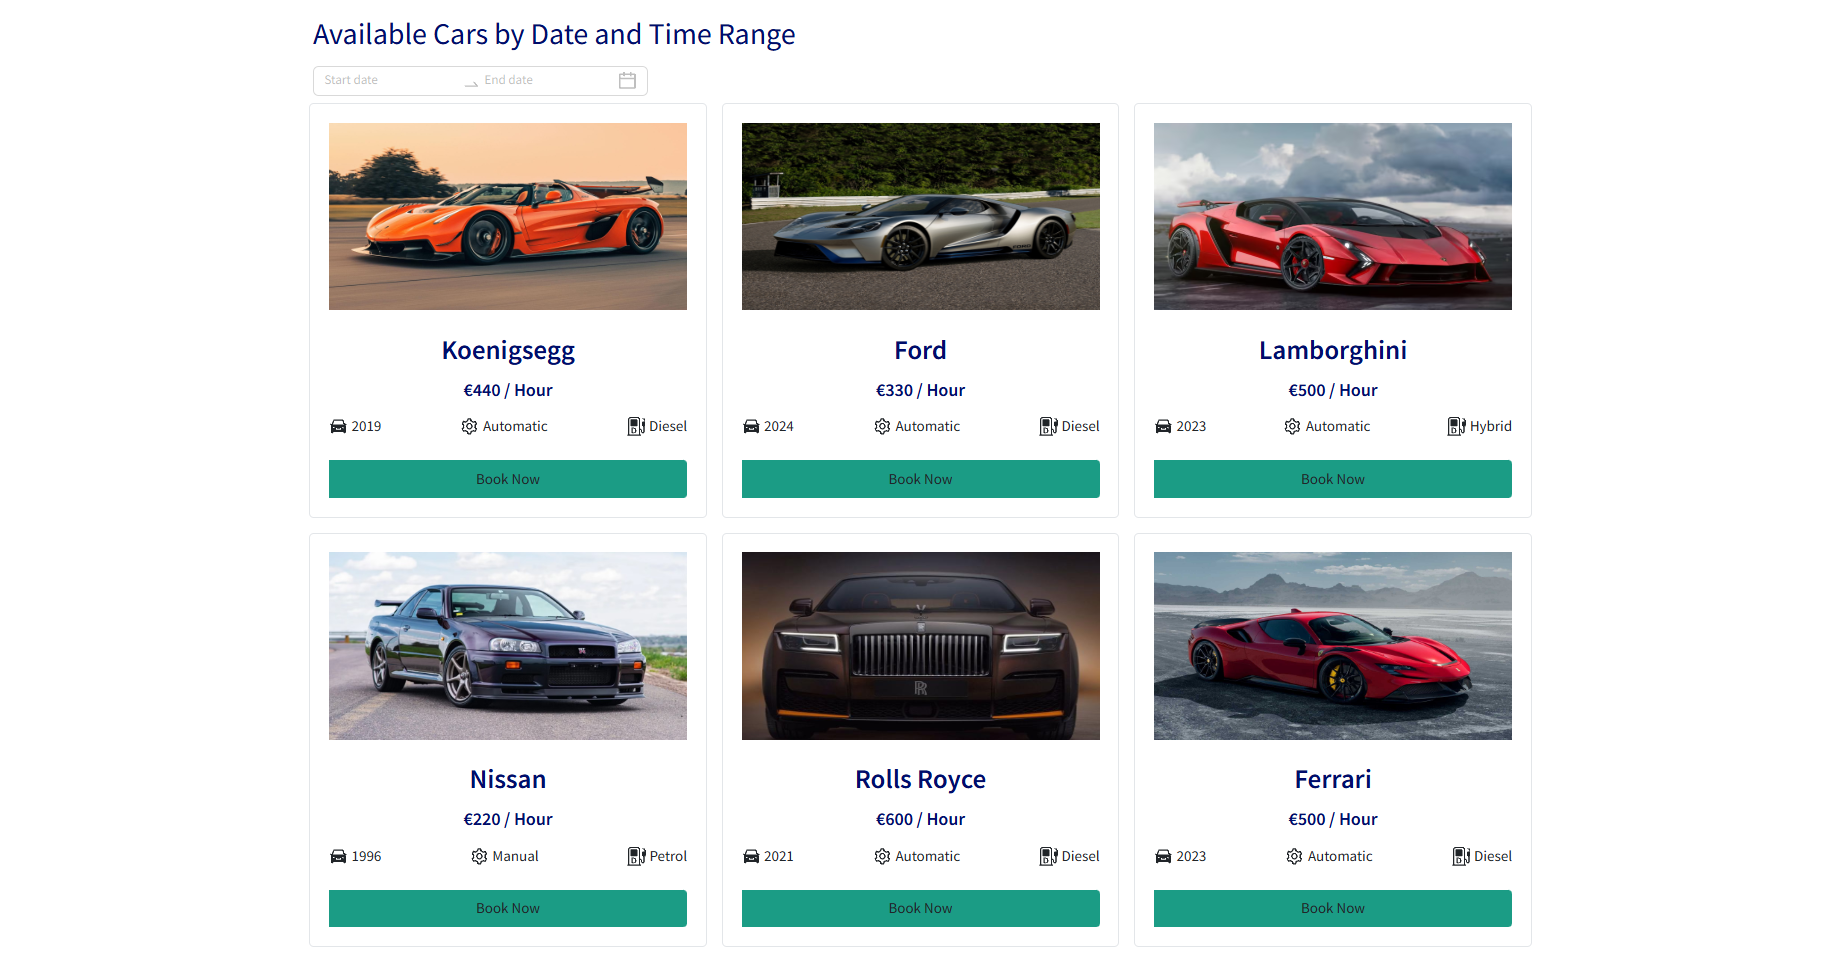 Available Cars by Date and Time Range
Start date End date
Koenigsegg
€440 / Hour
2019 Automatic D Diesel
Book Now
Ford
€330 / Hour
2024 Automatic D Diesel
Book Now
Lamborghini
€500 / Hour
2023 Automatic D Hybrid
Book Now
Nissan
€220 / Hour
1996 Manual D Petrol
Book Now
Rolls Royce
€600 / Hour
2021 Automatic D Diesel
Book Now
Ferrari
€500 / Hour
2023 Automatic D Diesel
Book Now